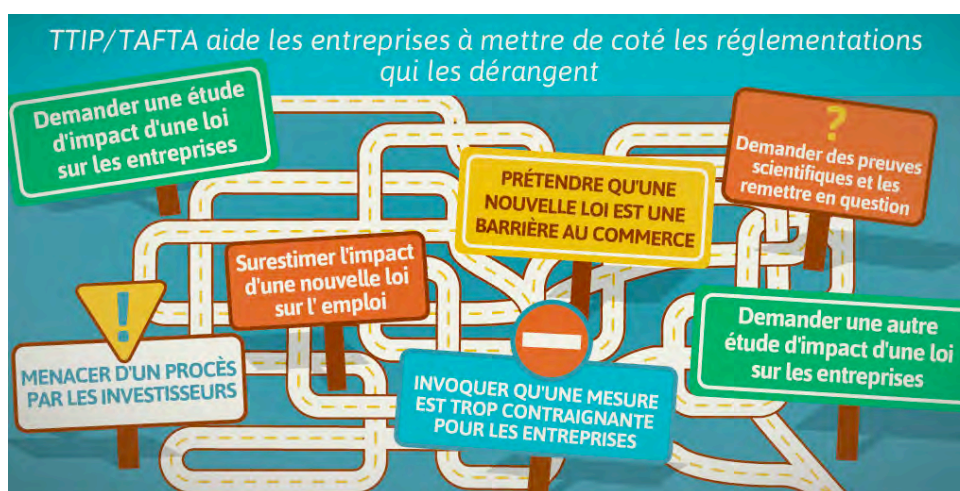 TTIP/TAFTA aide les entreprises à mettre de coté les réglementations
qui les dérangent
Demander une étude
d'impact d'une loi
sur les entreprises
?
Demander des preuves
scientifiques et les
remettre en question
PRÉTENDRE QU'UNE
NOUVELLE LOI EST UNE
BARRIÈRE AU COMMERCE
Surestimer l'impact
d'une nouvelle loi
sur l' emploi
!
MENACER D'UN PROCÈS
PAR LES INVESTISSEURS
INVOQUER QU'UNE MESURE
EST TROP CONTRAIGNANTE
POUR LES ENTREPRISES
Demander une autre
étude d'impact d'une loi
sur les entreprises